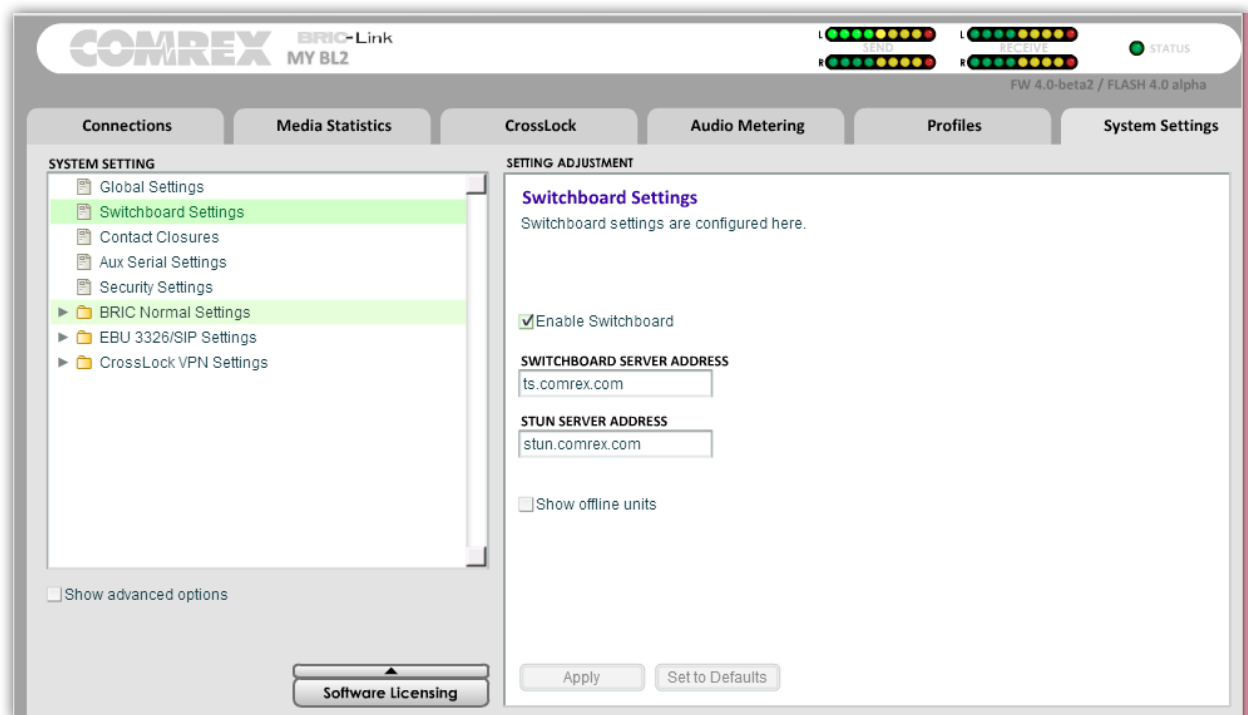 COMREX BRIC-Link
MY BL2
L SEND R
L RECEIVE R
STATUS
FW 4.0-beta2 / FLASH 4.0 alpha
Connections
Media Statistics
CrossLock
Audio Metering
Profiles
System Settings
SYSTEM SETTING
Global Settings
Switchboard Settings
Contact Closures
Aux Serial Settings
Security Settings
BRIC Normal Settings
EBU 3326/SIP Settings
CrossLock VPN Settings
Show advanced options
Software Licensing
SETTING ADJUSTMENT
Switchboard Settings
Switchboard settings are configured here.
Enable Switchboard
SWITCHBOARD SERVER ADDRESS
ts.comrex.com
STUN SERVER ADDRESS
stun.comrex.com
Show offline units
Apply
Set to Defaults